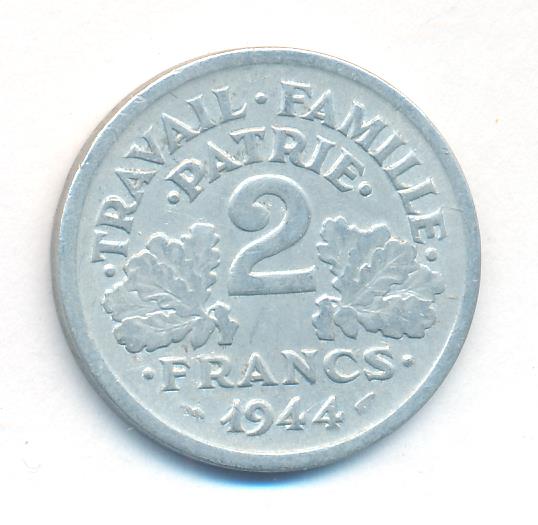 TRAVAIL · FAMILLE
· PATRIE ·
2
· FRANCS ·
1944